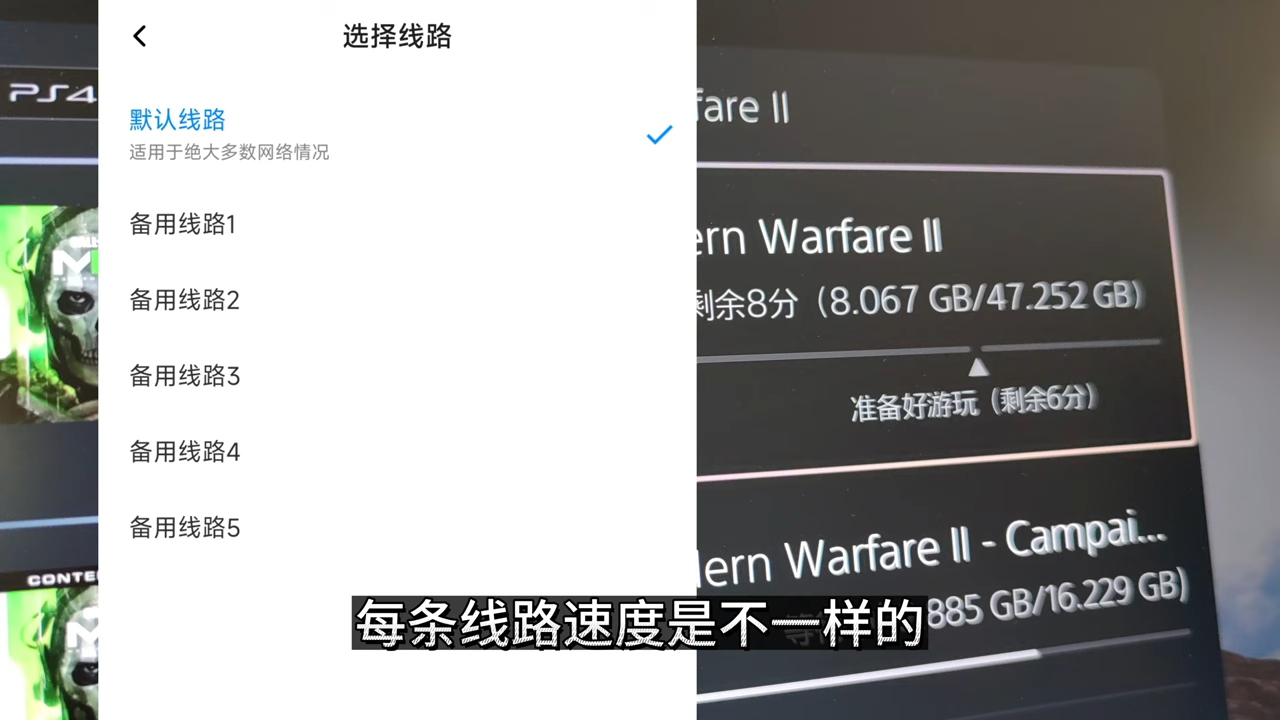 选择线路
默认线路
适用于绝大多数网络情况
备用线路1
备用线路2
备用线路3
备用线路4
备用线路5
PS4
CONTE
fare II
ern Warfare II
剩余8分（8.067 GB/47.252 GB)
准备好游玩（剩余6分）
dern Warfare II - Campai...
885 GB/16.229 GB)
每条线路速度是不一样的